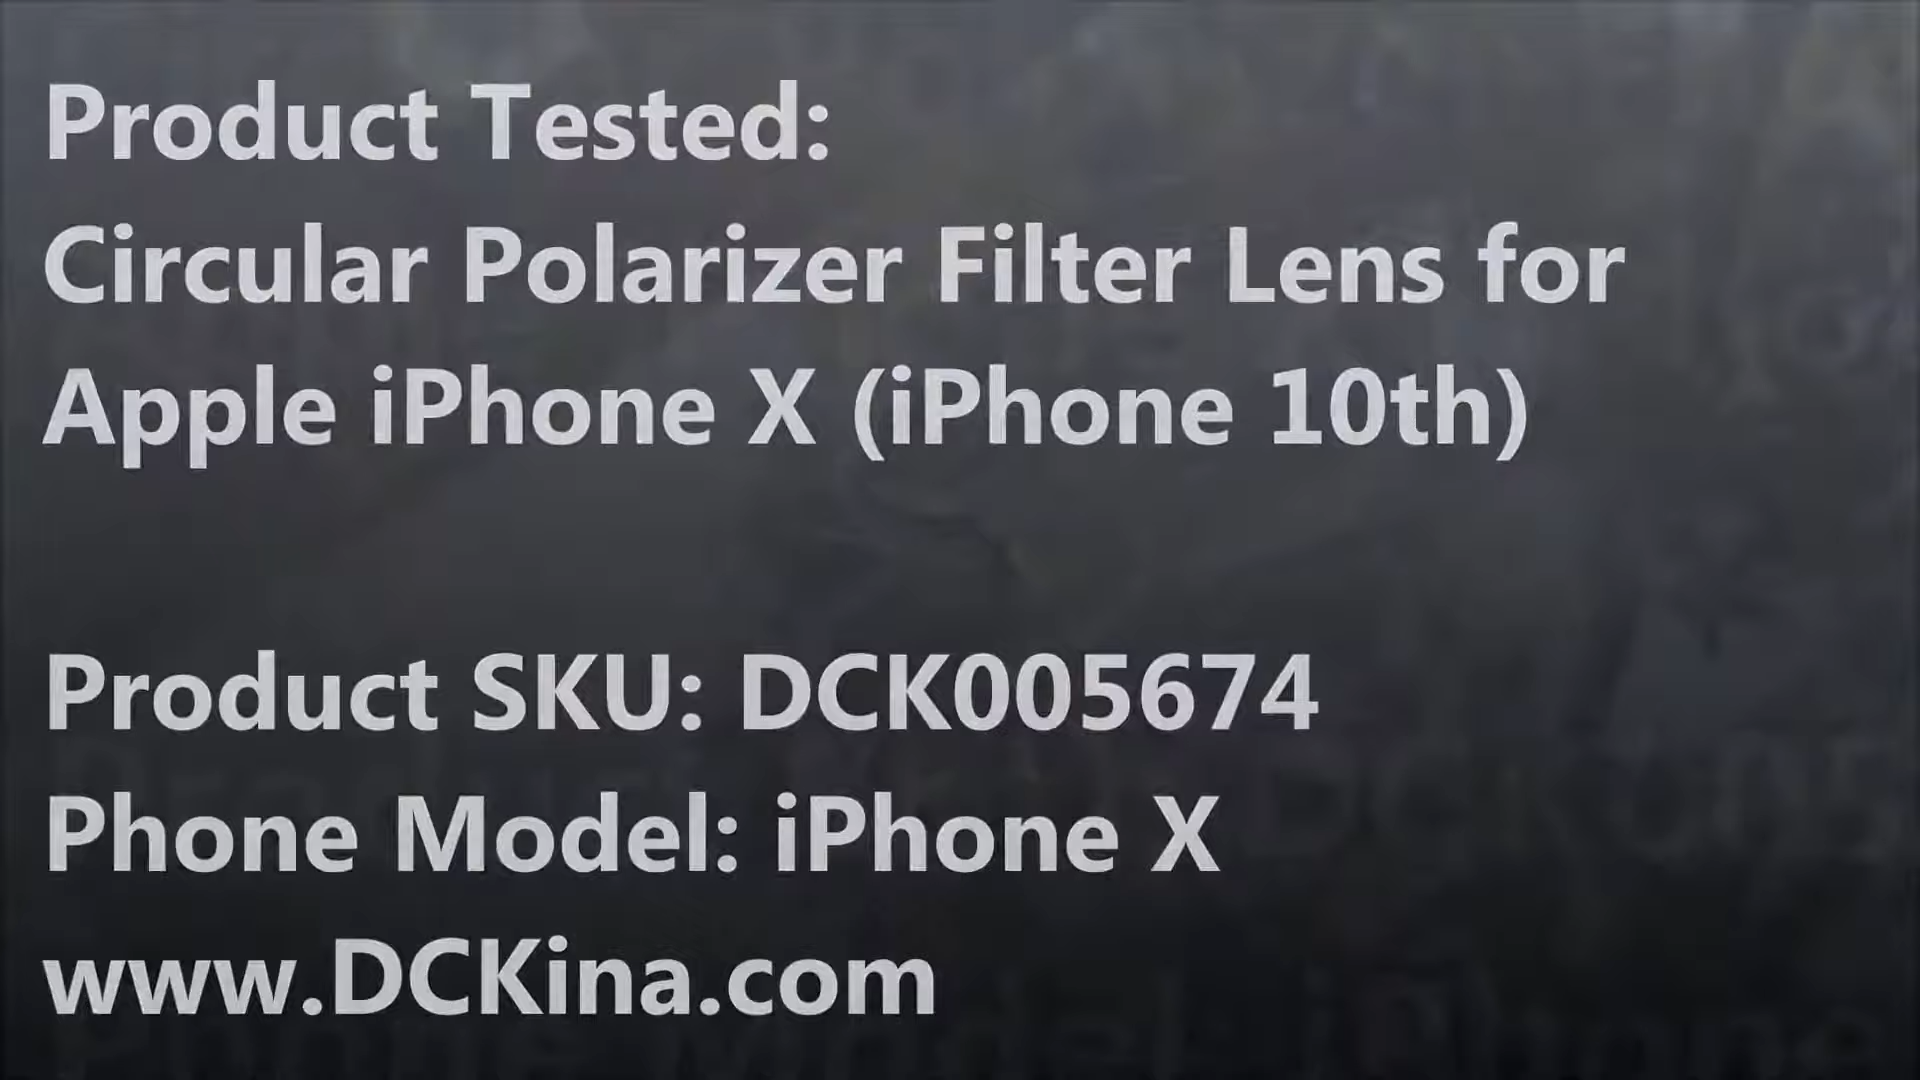 Product Tested:
Circular Polarizer Filter Lens for
Apple iPhone X (iPhone 10th)
Product SKU: DCK005674
Phone Model: iPhone X
www.DCKina.com